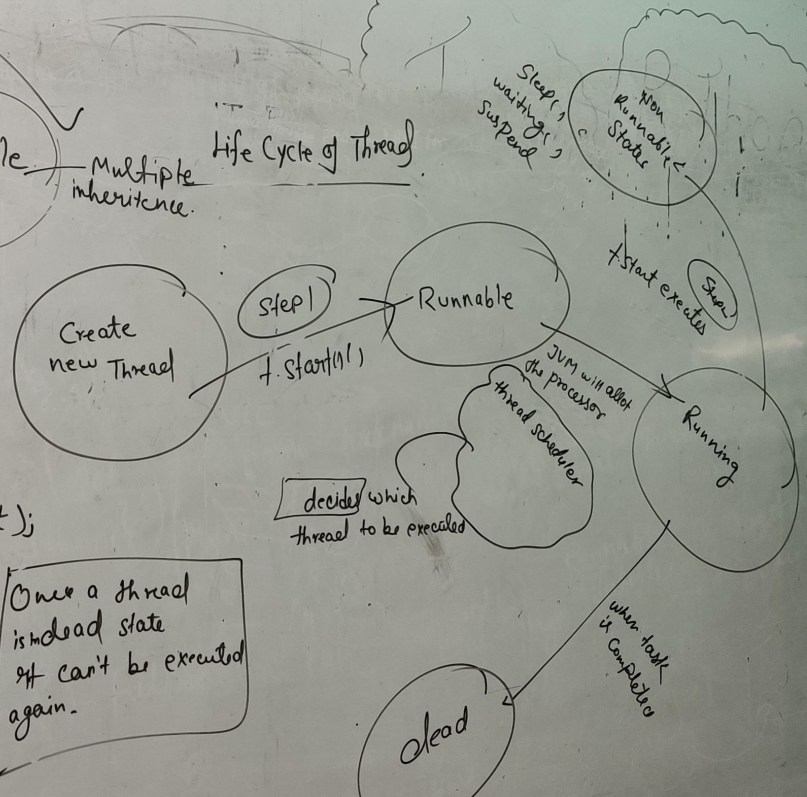 Life Cycle of Thread
le
Multiple
inheritence.
Sleep(),
waiting(),
Suspend
Non
Runnable
States
Create
new Thread
Step1
t.start()
Runnable
t.start exeutes
JVM will allot
the processor
thread scheduler
Running
decides which
thread to be execuled
t);
Once a thread
is in dead state
it can't be executed
again.
when task
is completed
dead